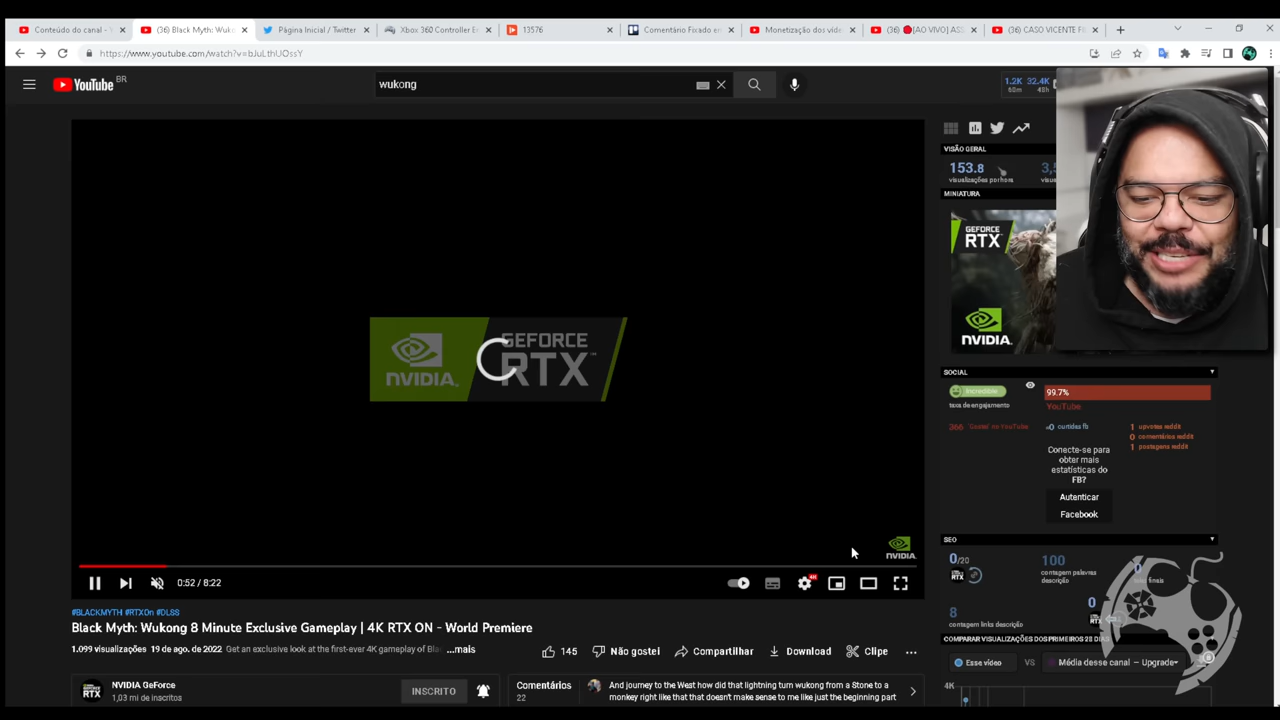 Conteúdo do canal -
(36) Black Myth: Wuk
Página Inicial / Twitter
Xbox 360 Controller E
13576
Comentário Fixado e
Monetização dos víde
(36) 🔴[AO VIVO] ASS
(36) CASO VICENTE F
https://www.youtube.com/watch?v=bJuLthUOssY
YouTube BR
wukong
1.2K 32.4K
60m 48h
NVIDIA.
GEFORCE
RTX
NVIDIA.
0:52 / 8:22
#BLACKMYTH #RTXOn #DLSS
Black Myth: Wukong 8 Minute Exclusive Gameplay | 4K RTX ON - World Premiere
1.099 visualizações 19 de ago. de 2022 Get an exclusive look at the first-ever 4K gameplay of Blac ...mais
145 Não gostei Compartilhar Download Clipe
NVIDIA GeForce
1,03 mi de inscritos
INSCRITO
Comentários
22
And journey to the West how did that lightning turn wukong from a Stone to a
monkey right like that that doesn't make sense to me like just the beginning part
VISÃO GERAL
153.8
visualizações por hora
MINIATURA
GEFORCE
RTX
NVIDIA.
SOCIAL
Incredible
99.7%
taxa de engajamento
YouTube
366
0 curtidas fb
1 upvotes reddit
0 comentários reddit
1 postagens reddit
Conecte-se para
obter mais
estatísticas do
FB?
Autenticar
Facebook
SEO
0/20
100
contagem palavras
descrição
0
8
contagem links descrição
0
COMPARAR VISUALIZAÇÕES DOS PRIMEIROS 28 DIAS
Esse vídeo VS Média desse canal — Upgrade
4K